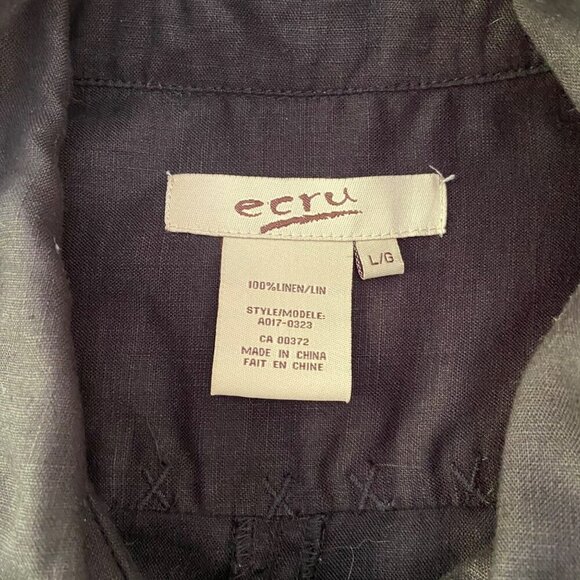 ecru
L/G
100%LINEN/LIN
STYLE/MODELE:
A017-0323
CA 00372
MADE IN CHINA
FAIT EN CHINE